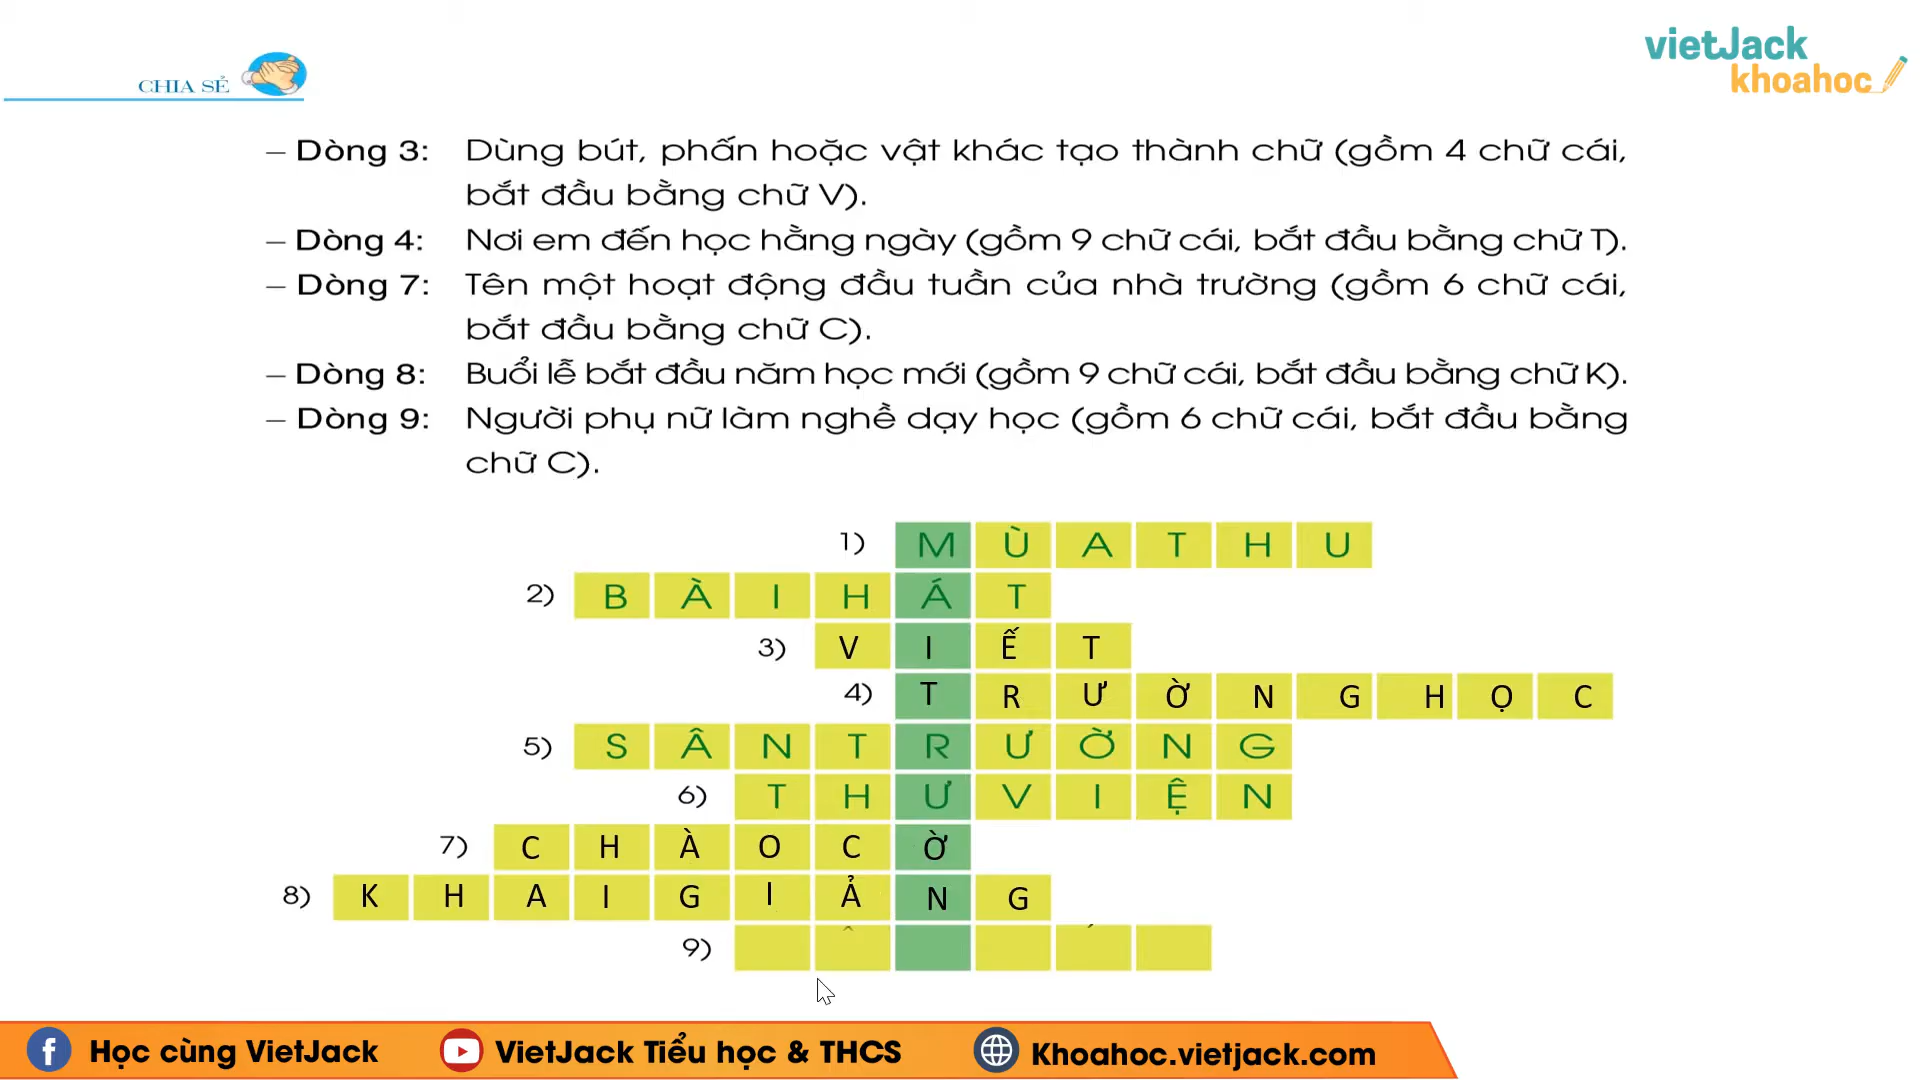 vietJack
khoahoc
CHIA SẺ
– Dòng 3: Dùng bút, phấn hoặc vật khác tạo thành chữ (gồm 4 chữ cái,
bắt đầu bằng chữ V).
– Dòng 4: Nơi em đến học hằng ngày (gồm 9 chữ cái, bắt đầu bằng chữ T).
– Dòng 7: Tên một hoạt động đầu tuần của nhà trường (gồm 6 chữ cái,
bắt đầu bằng chữ C).
– Dòng 8: Buổi lễ bắt đầu năm học mới (gồm 9 chữ cái, bắt đầu bằng chữ K).
– Dòng 9: Người phụ nữ làm nghề dạy học (gồm 6 chữ cái, bắt đầu bằng
chữ C).
1) M Ù A T H U
2) B À I H Á T
3) V I Ế T
4) T R Ư Ờ N G H Ọ C
5) S Â N T R Ư Ờ N G
6) T H Ư V I Ệ N
7) C H À O C Ờ
8) K H A I G I Ả N G
9)
Học cùng VietJack VietJack Tiểu học & THCS Khoahoc.vietjack.com